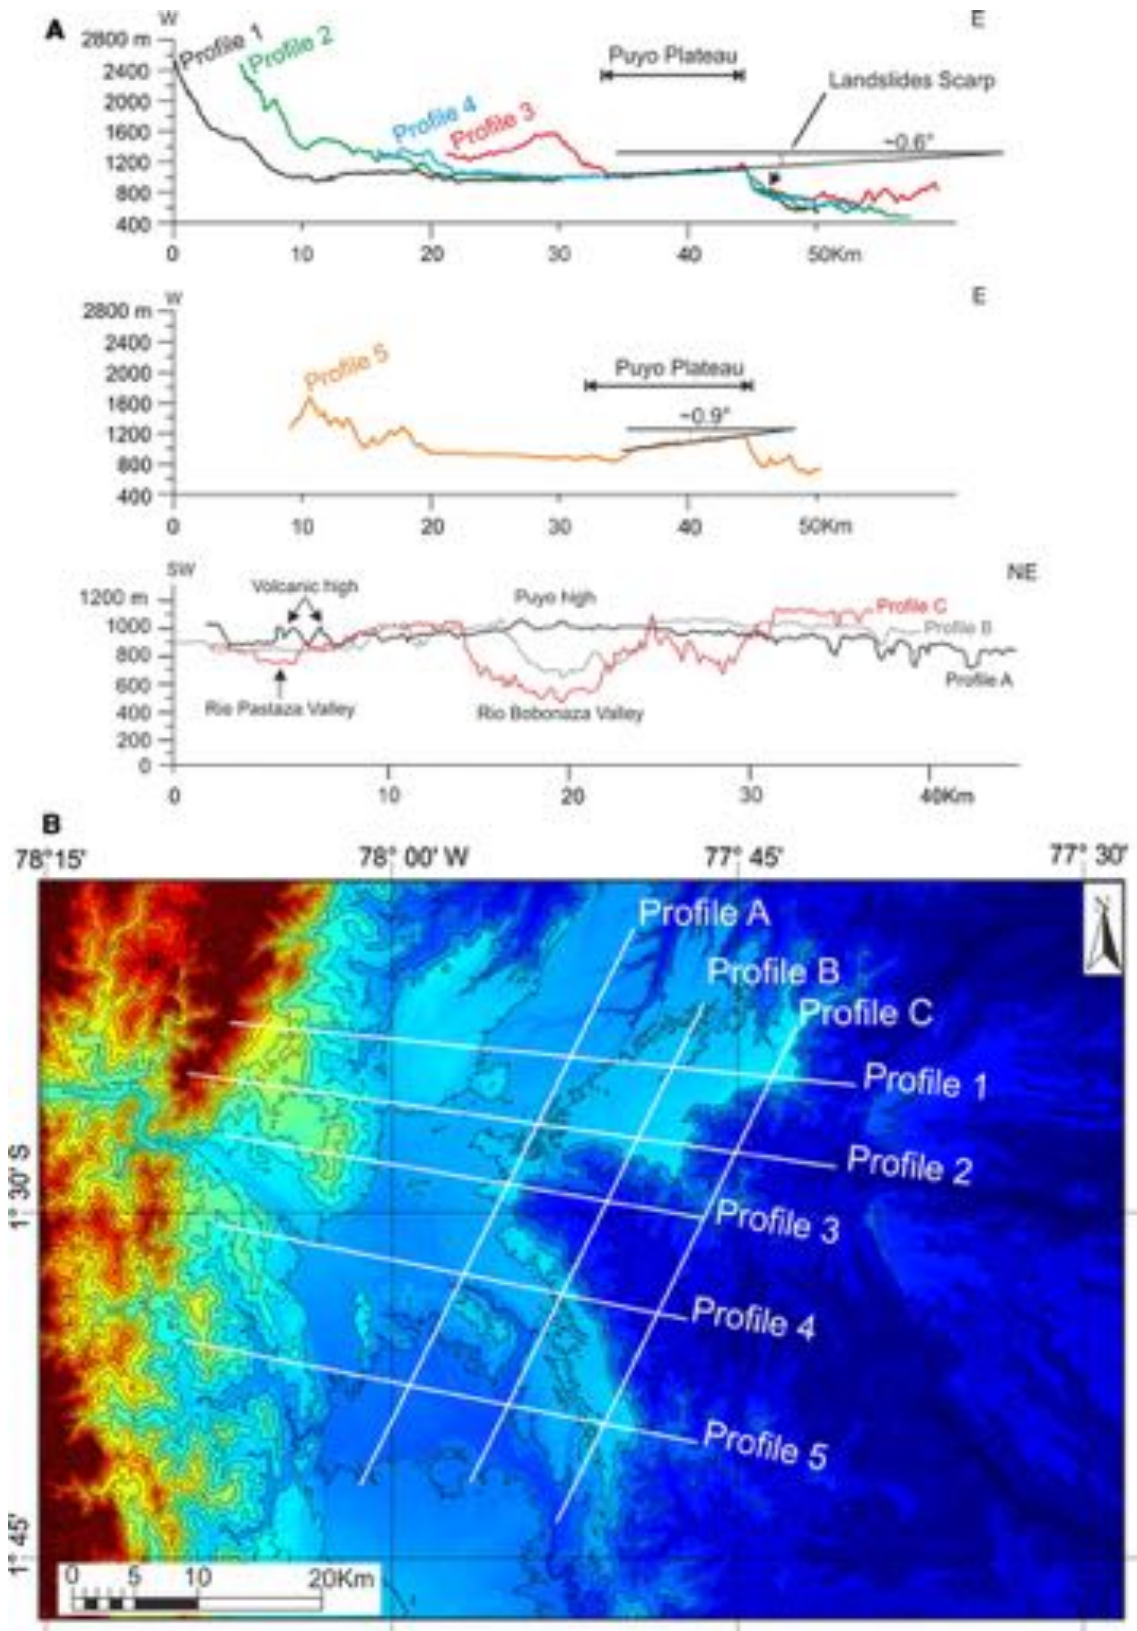 A
W
E
2800 m
2400
2000
1600
1200
800
400
Profile 1
Profile 2
Profile 4
Profile 3
Puyo Plateau
Landslides Scarp
~0.6°
0
10
20
30
40
50Km
W
E
2800 m
2400
2000
1600
1200
800
400
Profile 5
Puyo Plateau
~0.9°
0
10
20
30
40
50Km
SW
NE
1200 m
1000
800
600
400
200
0
Volcanic high
Puyo high
Profile C
Profile B
Profile A
Rio Pastaza Valley
Rio Bobonaza Valley
0
10
20
30
40Km
B
78° 15'
78° 00' W
77° 45'
77° 30'
N
Profile A
Profile B
Profile C
Profile 1
Profile 2
1° 30' S
Profile 3
Profile 4
Profile 5
1° 45'
0 5 10 20Km